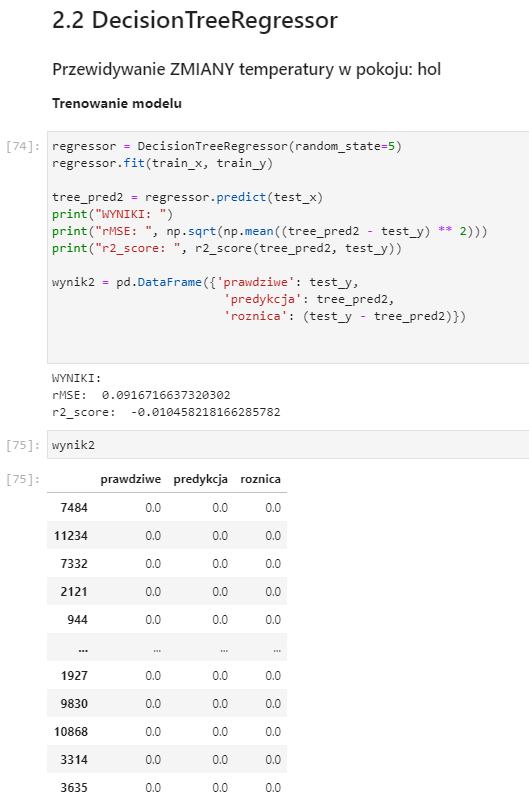 2.2 DecisionTreeRegressor
Przewidywanie ZMIANY temperatury w pokoju: hol
Trenowanie modelu
[74]: regressor = DecisionTreeRegressor(random_state=5)
regressor.fit(train_x, train_y)
tree_pred2 = regressor.predict(test_x)
print("WYNIKI: ")
print("rMSE: ", np.sqrt(np.mean((tree_pred2 - test_y) ** 2)))
print("r2_score: ", r2_score(tree_pred2, test_y))
wynik2 = pd.DataFrame({'prawdziwe': test_y,
'predykcja': tree_pred2,
'roznica': (test_y - tree_pred2)})
WYNIKI:
rMSE:  0.0916716637320302
r2_score:  -0.010458218166285782
[75]: wynik2
[75]: prawdziwe predykcja roznica
7484 0.0 0.0 0.0
11234 0.0 0.0 0.0
7332 0.0 0.0 0.0
2121 0.0 0.0 0.0
944 0.0 0.0 0.0
... ... ... ...
1927 0.0 0.0 0.0
9830 0.0 0.0 0.0
10868 0.0 0.0 0.0
3314 0.0 0.0 0.0
3635 0.0 0.0 0.0